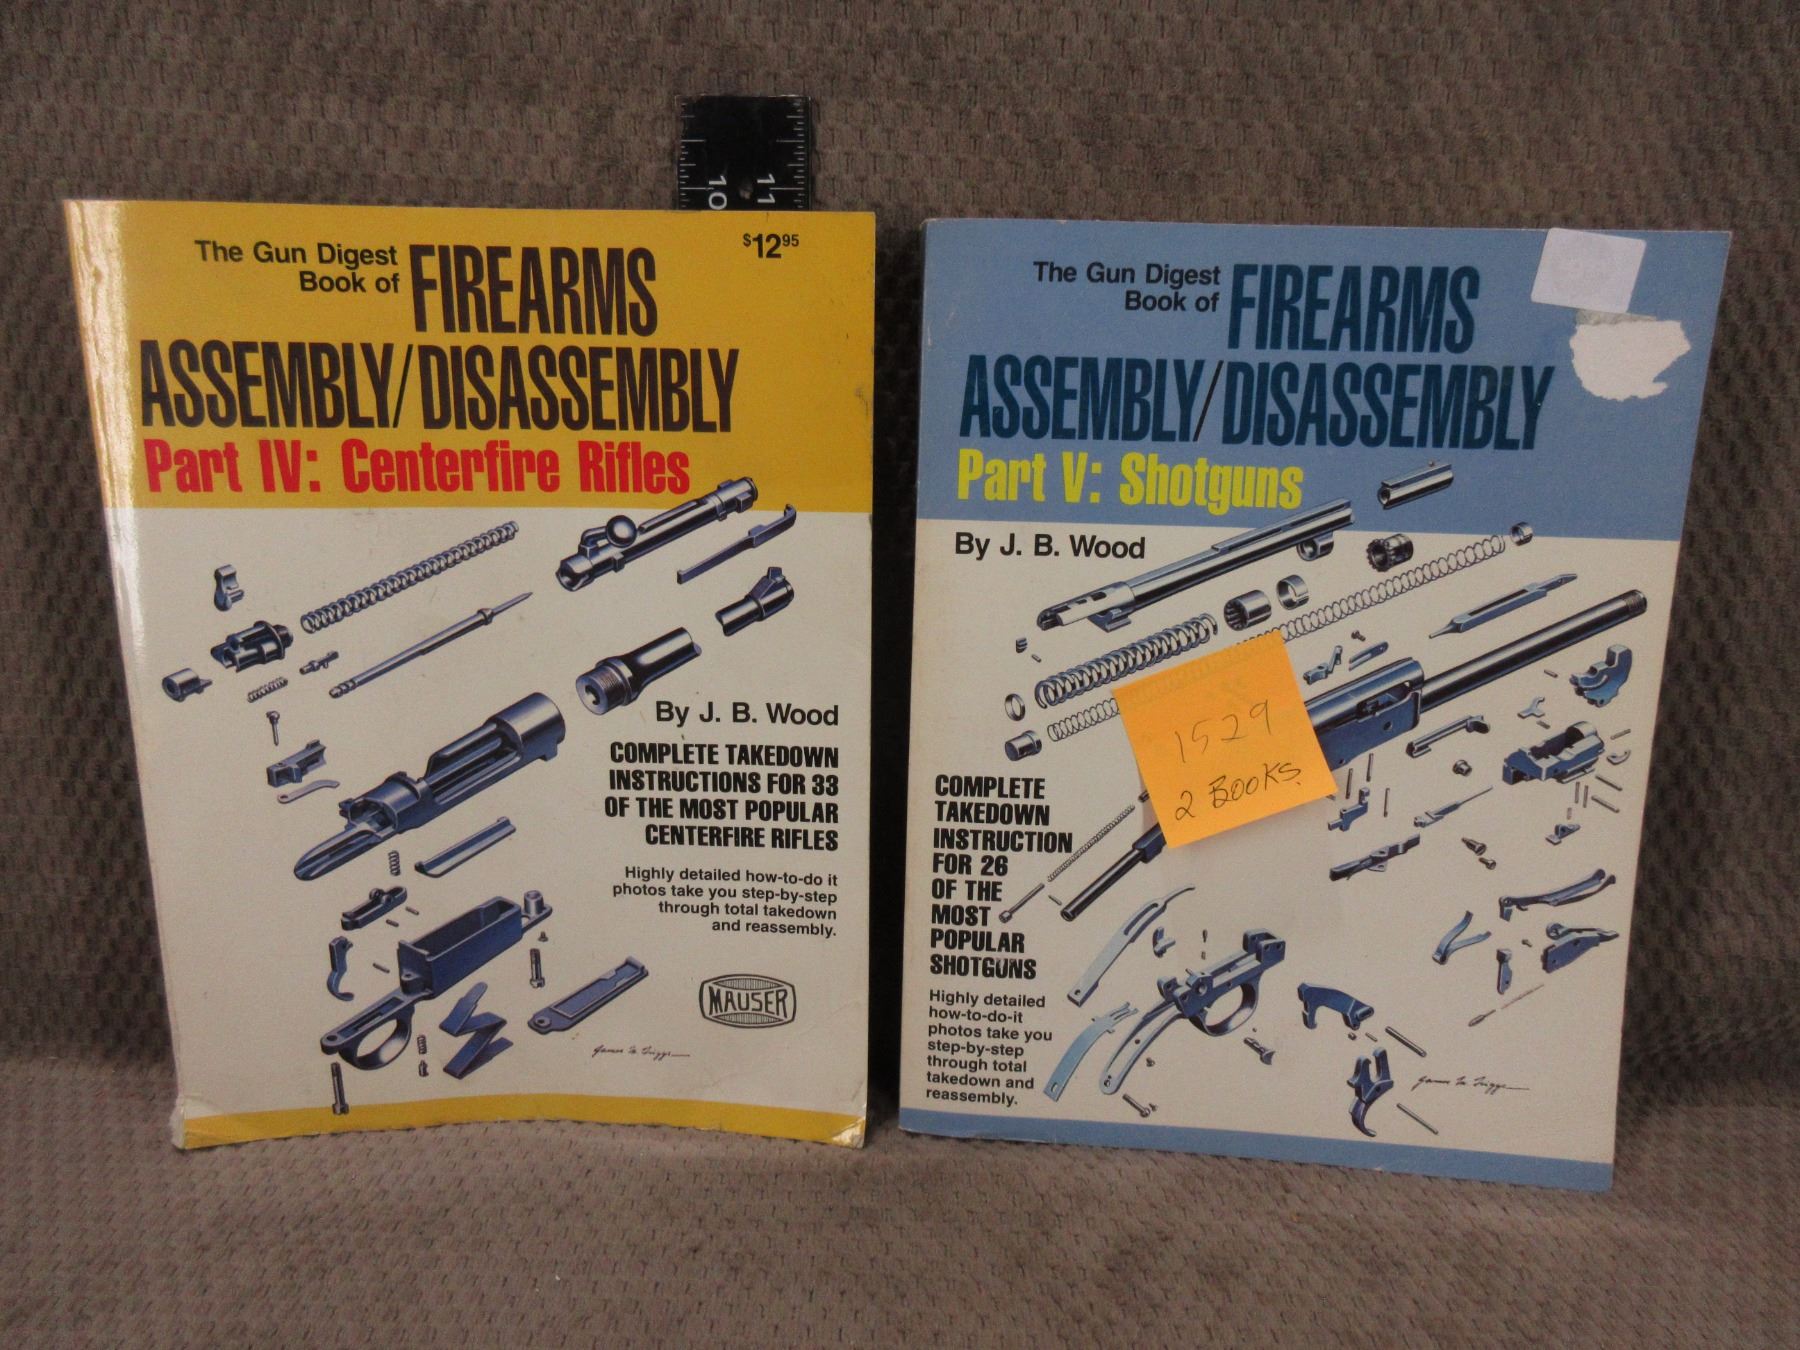 10
11
The Gun Digest
Book of
FIREARMS
$12.95
ASSEMBLY/DISASSEMBLY
Part IV: Centerfire Rifles
By J. B. Wood
COMPLETE TAKEDOWN
INSTRUCTIONS FOR 33
OF THE MOST POPULAR
CENTERFIRE RIFLES
Highly detailed how-to-do it
photos take you step-by-step
through total takedown
and reassembly.
MAUSER
The Gun Digest
Book of
FIREARMS
ASSEMBLY/DISASSEMBLY
Part V: Shotguns
By J. B. Wood
1529
2 BOOKS.
COMPLETE
TAKEDOWN
INSTRUCTION
FOR 26
OF THE
MOST
POPULAR
SHOTGUNS
Highly detailed
how-to-do-it
photos take you
step-by-step
through total
takedown and
reassembly.